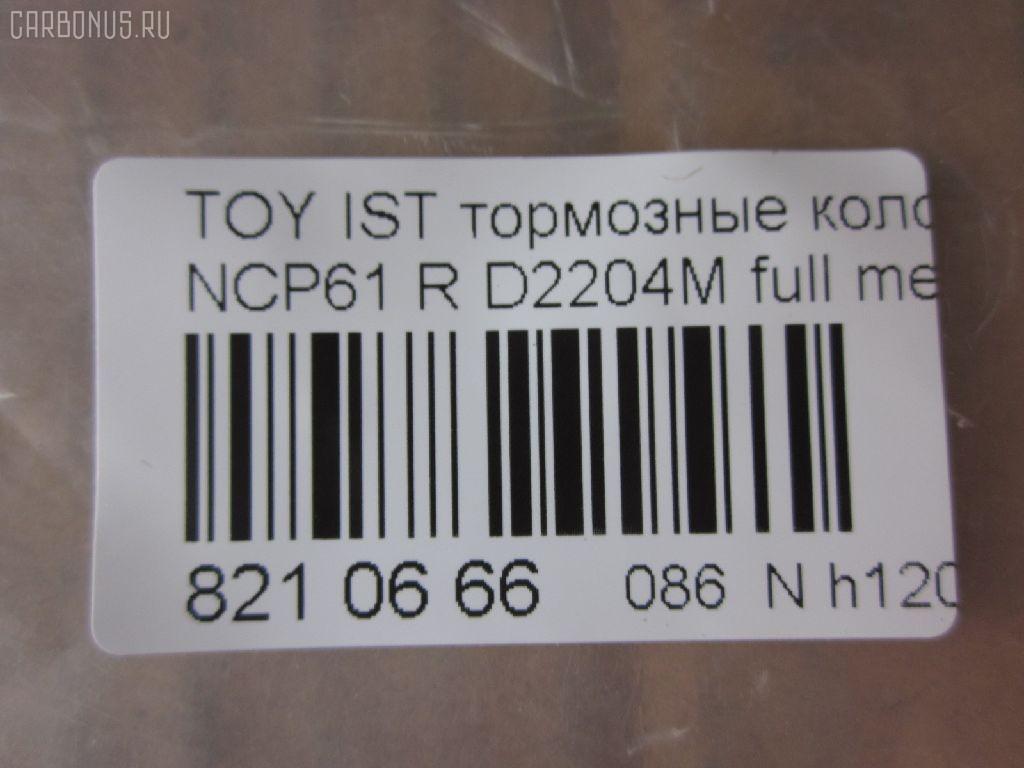 CARBONUS.RU
TOY IST тормозные коло
NCP61 R D2204M full me
821 06 66 086 N h120